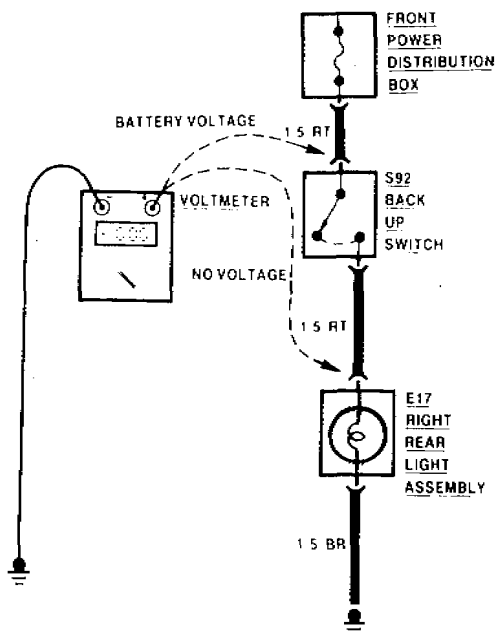 FRONT
POWER
DISTRIBUTION
BOX
BATTERY VOLTAGE
1.5 RT
S92
BACK
UP
SWITCH
VOLTMETER
NO VOLTAGE
1.5 RT
E17
RIGHT
REAR
LIGHT
ASSEMBLY
1.5 BR